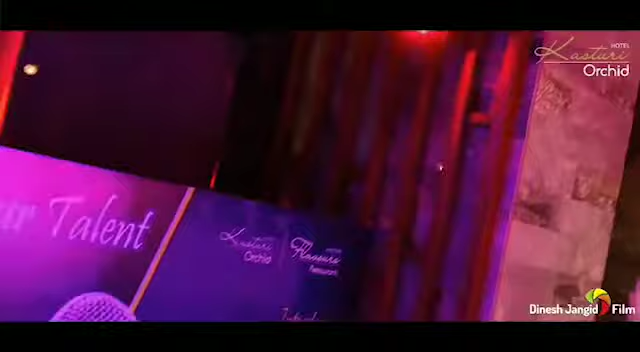 HOTEL
Kasturi
Orchid
Talent
Kasturi
Orchid
Flavours
Restaurant
Dinesh Jangid Film